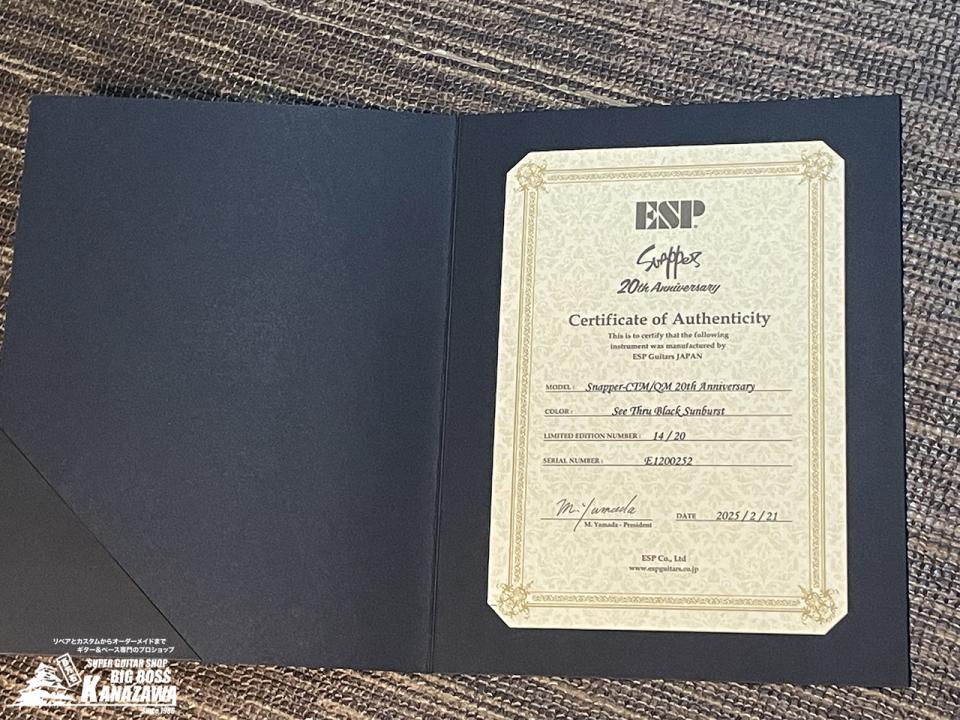 ESP
Snapper
20th Anniversary
Certificate of Authenticity
This is to certify that the following
instrument was manufactured by
ESP Guitars JAPAN
MODEL : Snapper-CTM/QM 20th Anniversary
COLOR : See Thru Black Sunburst
LIMITED EDITION NUMBER : 14 / 20
SERIAL NUMBER : E1200252
M. Yamada
M. Yamada - President
DATE 2025 / 2 / 21
ESP Co., Ltd
www.espguitars.co.jp
リペアとカスタムからオーダーメイドまで
ギター&ベース専門のプロショップ
SUPER GUITAR SHOP
BIG BOSS
KANAZAWA
Since 1988